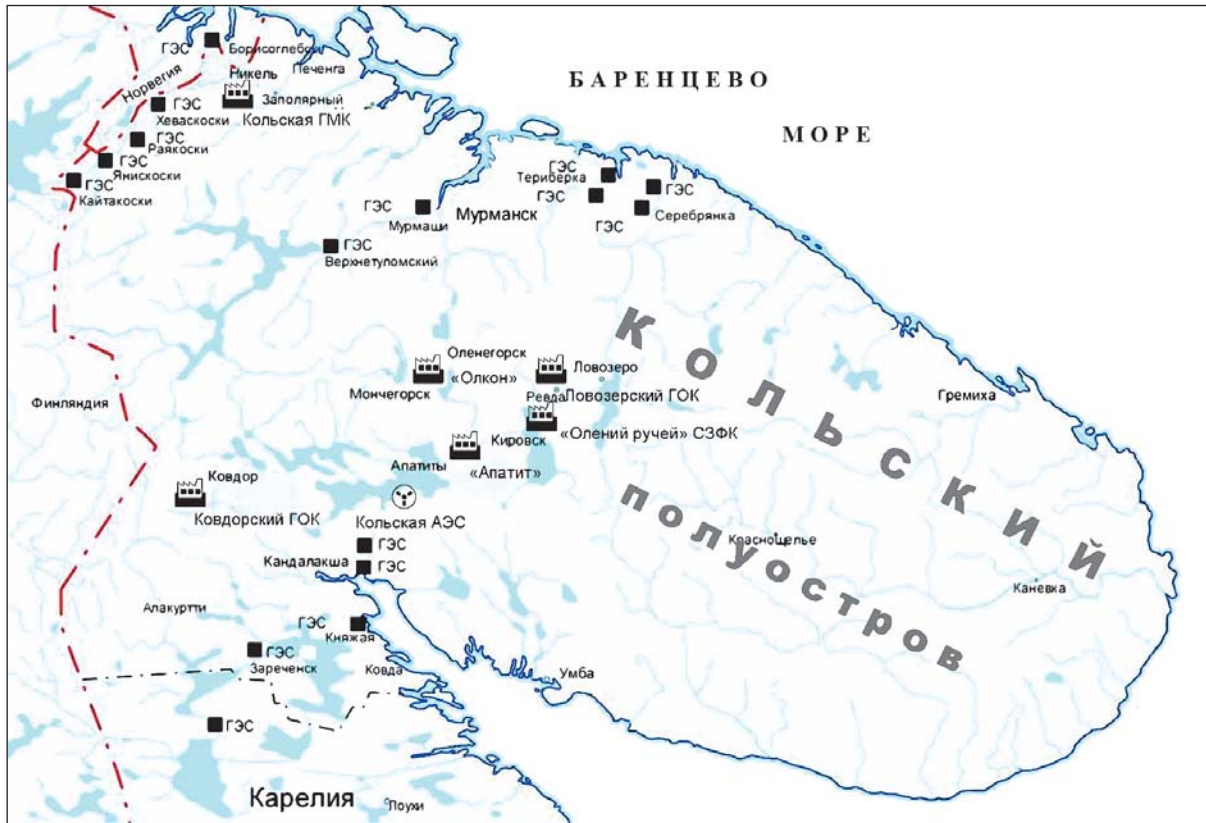 ГЭС
Борисоглебск
БАРЕНЦЕВО
МОРЕ
Норвегия
Никель
Печенга
ГЭС
Хеваскоски
Заполярный
Кольская ГМК
ГЭС
Раякоски
ГЭС
Янискоски
ГЭС
Кайтакоски
ГЭС
Териберка
ГЭС
ГЭС
ГЭС
Серебрянка
ГЭС
Мурмаши
Мурманск
ГЭС
Верхнетуломский
Кольский
полуостров
Оленегорск
«Олкон»
Мончегорск
Ловозеро
Ревда
Ловозерский ГОК
«Олений ручей» СЗФК
Гремиха
Финляндия
Кировск
Апатиты
«Апатит»
Ковдор
Ковдорский ГОК
Кольская АЭС
ГЭС
Кандалакша
ГЭС
Краснощелье
Каневка
Алакуртти
ГЭС
Княжая
ГЭС
Зареченск
Ковда
Умба
ГЭС
Карелия
Лоухи